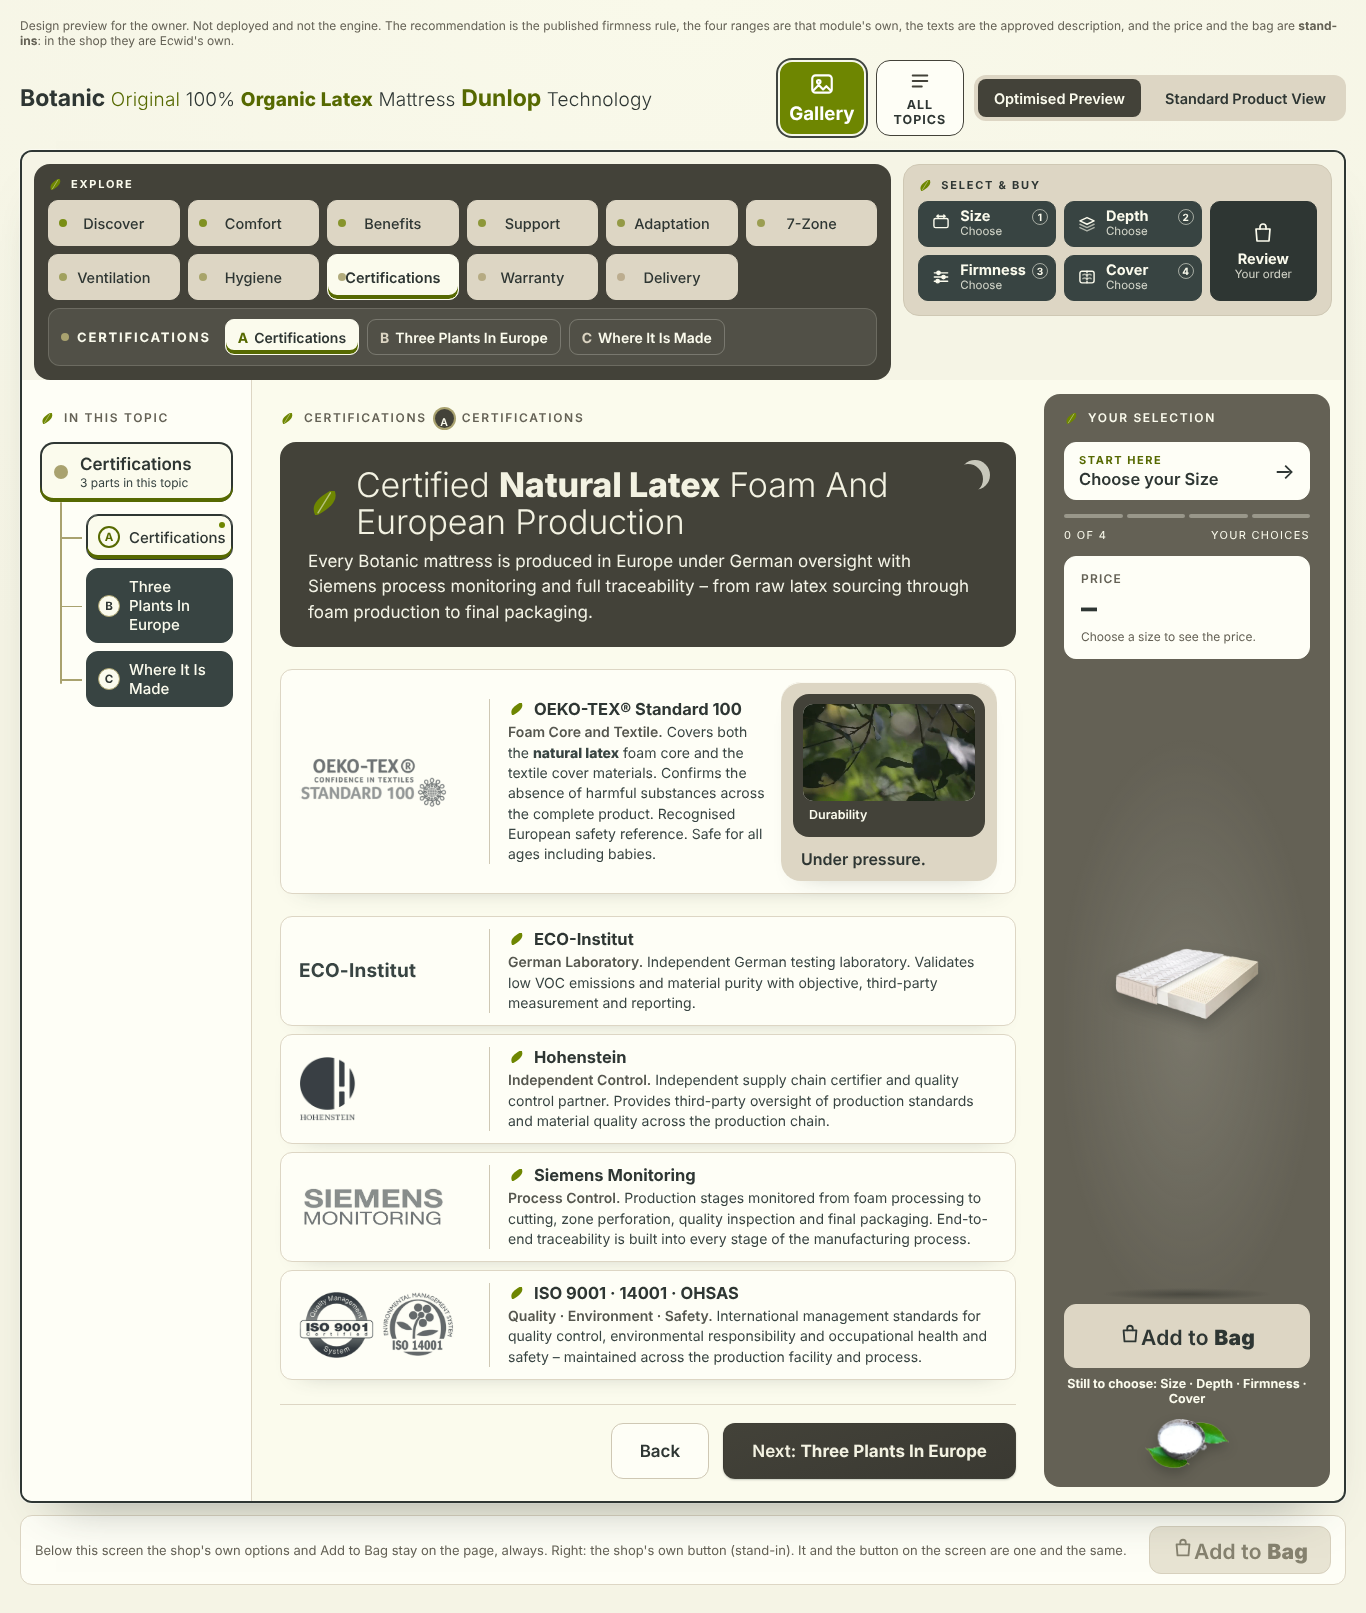 Design preview for the owner. Not deployed and not the engine. The recommendation is the published firmness rule, the four ranges are that module's own, the texts are the approved description, and the price and the bag are stand-
ins: in the shop they are Ecwid's own.
Botanic Original 100% Organic Latex Mattress Dunlop Technology
Gallery
ALL
TOPICS
Optimised Preview
Standard Product View
EXPLORE
Discover
Comfort
Benefits
Support
Adaptation
7-Zone
Ventilation
Hygiene
Certifications
Warranty
Delivery
CERTIFICATIONS
A Certifications
B Three Plants In Europe
C Where It Is Made
SELECT & BUY
Size
Choose
1
Depth
Choose
2
Firmness
Choose
3
Cover
Choose
4
Review
Your order
IN THIS TOPIC
Certifications
3 parts in this topic
A Certifications
B
Three
Plants In
Europe
C
Where It Is
Made
CERTIFICATIONS A CERTIFICATIONS
Certified Natural Latex Foam And
European Production
Every Botanic mattress is produced in Europe under German oversight with
Siemens process monitoring and full traceability – from raw latex sourcing through
foam production to final packaging.
OEKO-TEX®
CONFIDENCE IN TEXTILES
STANDARD 100
OEKO-TEX® Standard 100
Foam Core and Textile. Covers both
the natural latex foam core and the
textile cover materials. Confirms the
absence of harmful substances across
the complete product. Recognised
European safety reference. Safe for all
ages including babies.
Durability
Under pressure.
ECO-Institut
ECO-Institut
German Laboratory. Independent German testing laboratory. Validates
low VOC emissions and material purity with objective, third-party
measurement and reporting.
HOHENSTEIN
Hohenstein
Independent Control. Independent supply chain certifier and quality
control partner. Provides third-party oversight of production standards
and material quality across the production chain.
SIEMENS
MONITORING
Siemens Monitoring
Process Control. Production stages monitored from foam processing to
cutting, zone perforation, quality inspection and final packaging. End-to-
end traceability is built into every stage of the manufacturing process.
Quality Management
ISO 9001
Certified
System
ENVIRONMENTAL MANAGEMENT SYSTEM
ISO 14001
ISO 9001 · 14001 · OHSAS
Quality · Environment · Safety. International management standards for
quality control, environmental responsibility and occupational health and
safety – maintained across the production facility and process.
Back
Next: Three Plants In Europe
YOUR SELECTION
START HERE
Choose your Size
0 OF 4
YOUR CHOICES
PRICE
–
Choose a size to see the price.
Add to Bag
Still to choose: Size · Depth · Firmness ·
Cover
Below this screen the shop's own options and Add to Bag stay on the page, always. Right: the shop's own button (stand-in). It and the button on the screen are one and the same.
Add to Bag